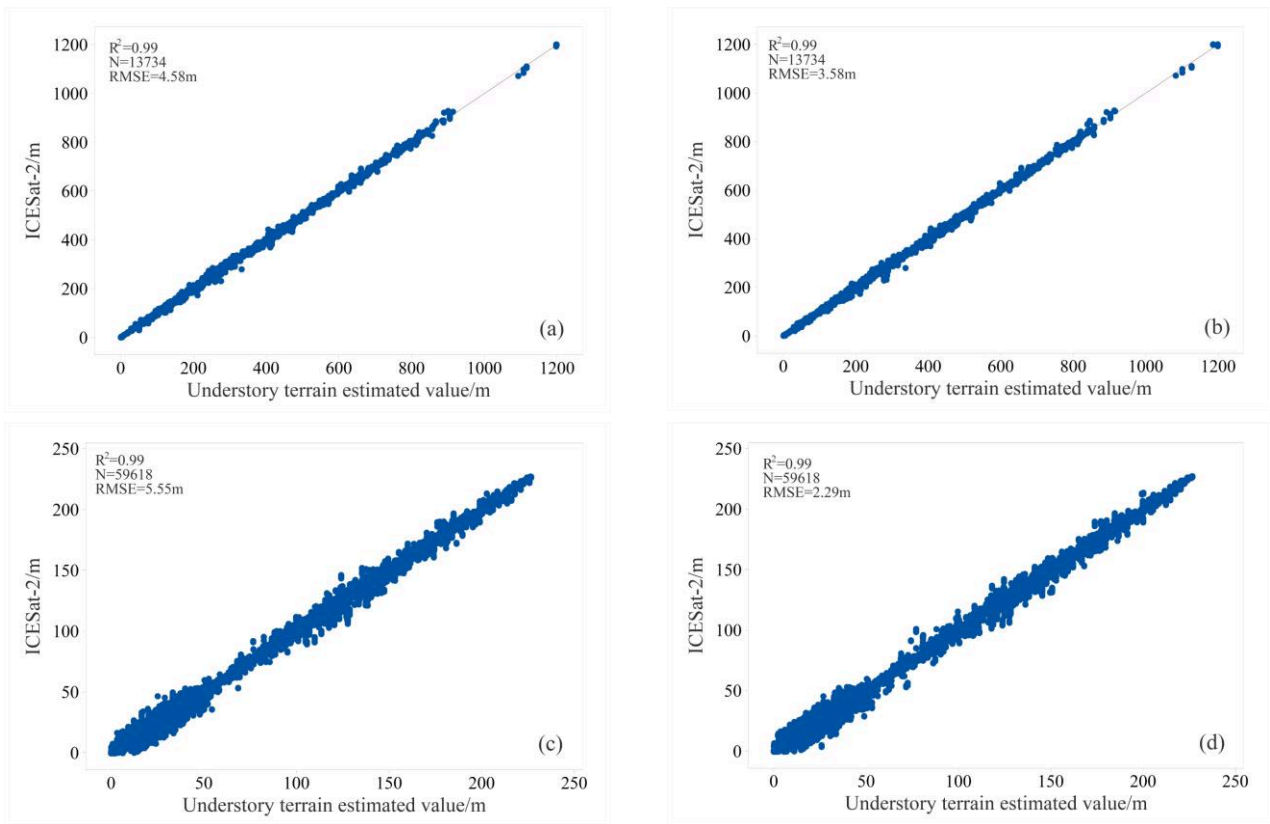 R²=0.99
N=13734
RMSE=4.58m
1200
1000
800
600
400
200
0
ICESat-2/m
(a)
0 200 400 600 800 1000 1200
Understory terrain estimated value/m
R²=0.99
N=13734
RMSE=3.58m
1200
1000
800
600
400
200
0
ICESat-2/m
(b)
0 200 400 600 800 1000 1200
Understory terrain estimated value/m
R²=0.99
N=59618
RMSE=5.55m
250
200
150
100
50
0
ICESat-2/m
(c)
0 50 100 150 200 250
Understory terrain estimated value/m
R²=0.99
N=59618
RMSE=2.29m
250
200
150
100
50
0
ICESat-2/m
(d)
0 50 100 150 200 250
Understory terrain estimated value/m